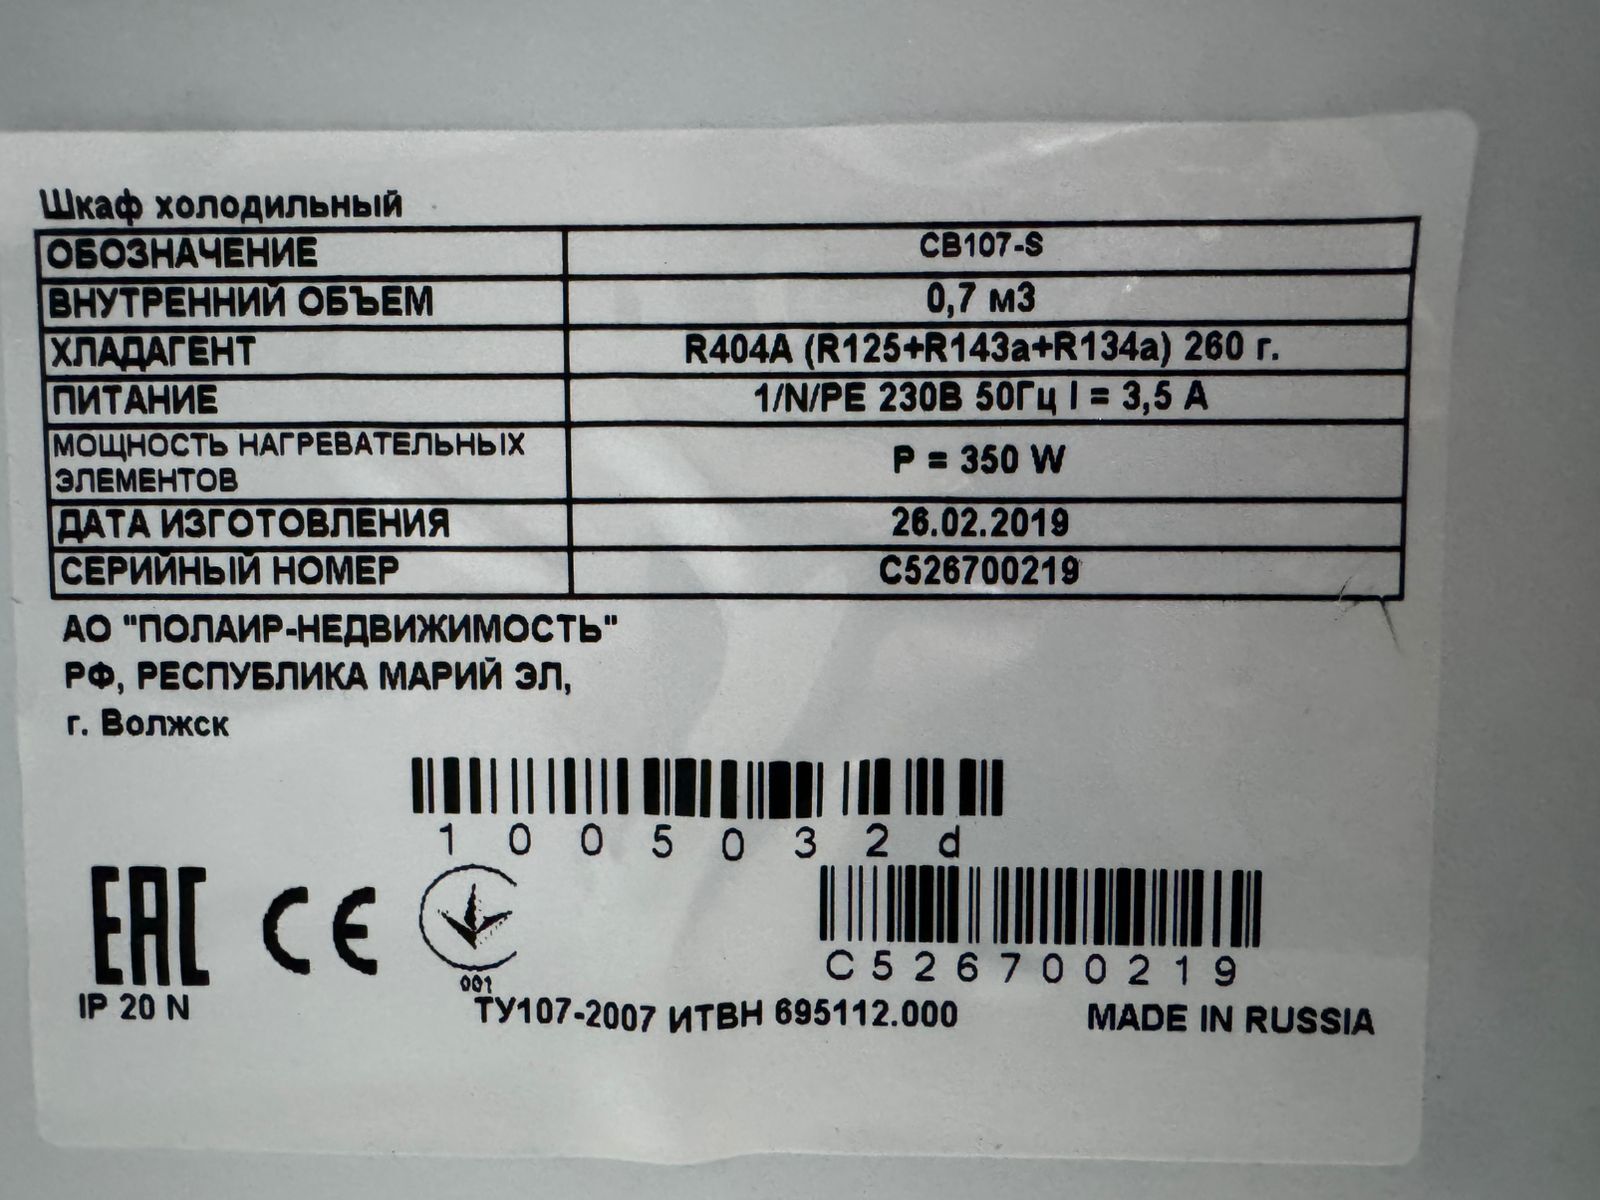 Шкаф холодильный
ОБОЗНАЧЕНИЕ CB107-S
ВНУТРЕННИЙ ОБЪЕМ 0,7 м3
ХЛАДАГЕНТ R404A (R125+R143a+R134a) 260 г.
ПИТАНИЕ 1/N/PE 230В 50Гц I = 3,5 А
МОЩНОСТЬ НАГРЕВАТЕЛЬНЫХ
ЭЛЕМЕНТОВ P = 350 W
ДАТА ИЗГОТОВЛЕНИЯ 26.02.2019
СЕРИЙНЫЙ НОМЕР C526700219
АО "ПОЛАИР-НЕДВИЖИМОСТЬ"
РФ, РЕСПУБЛИКА МАРИЙ ЭЛ,
г. Волжск
1005032d
EAC CE
001
C526700219
IP 20 N
ТУ107-2007 ИТВН 695112.000
MADE IN RUSSIA